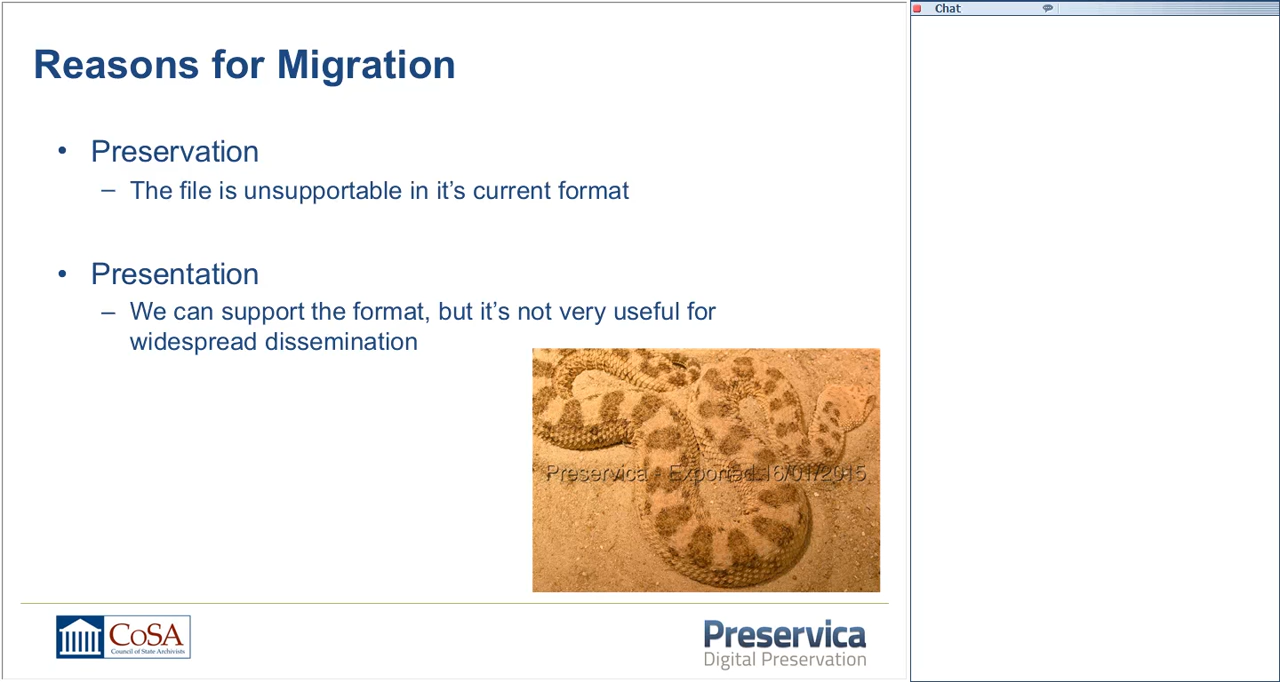 Chat
Reasons for Migration
• Preservation
– The file is unsupportable in it’s current format
• Presentation
– We can support the format, but it’s not very useful for
widespread dissemination
Preservica - Exported 16/01/2015
CoSA
Council of State Archivists
Preservica
Digital Preservation